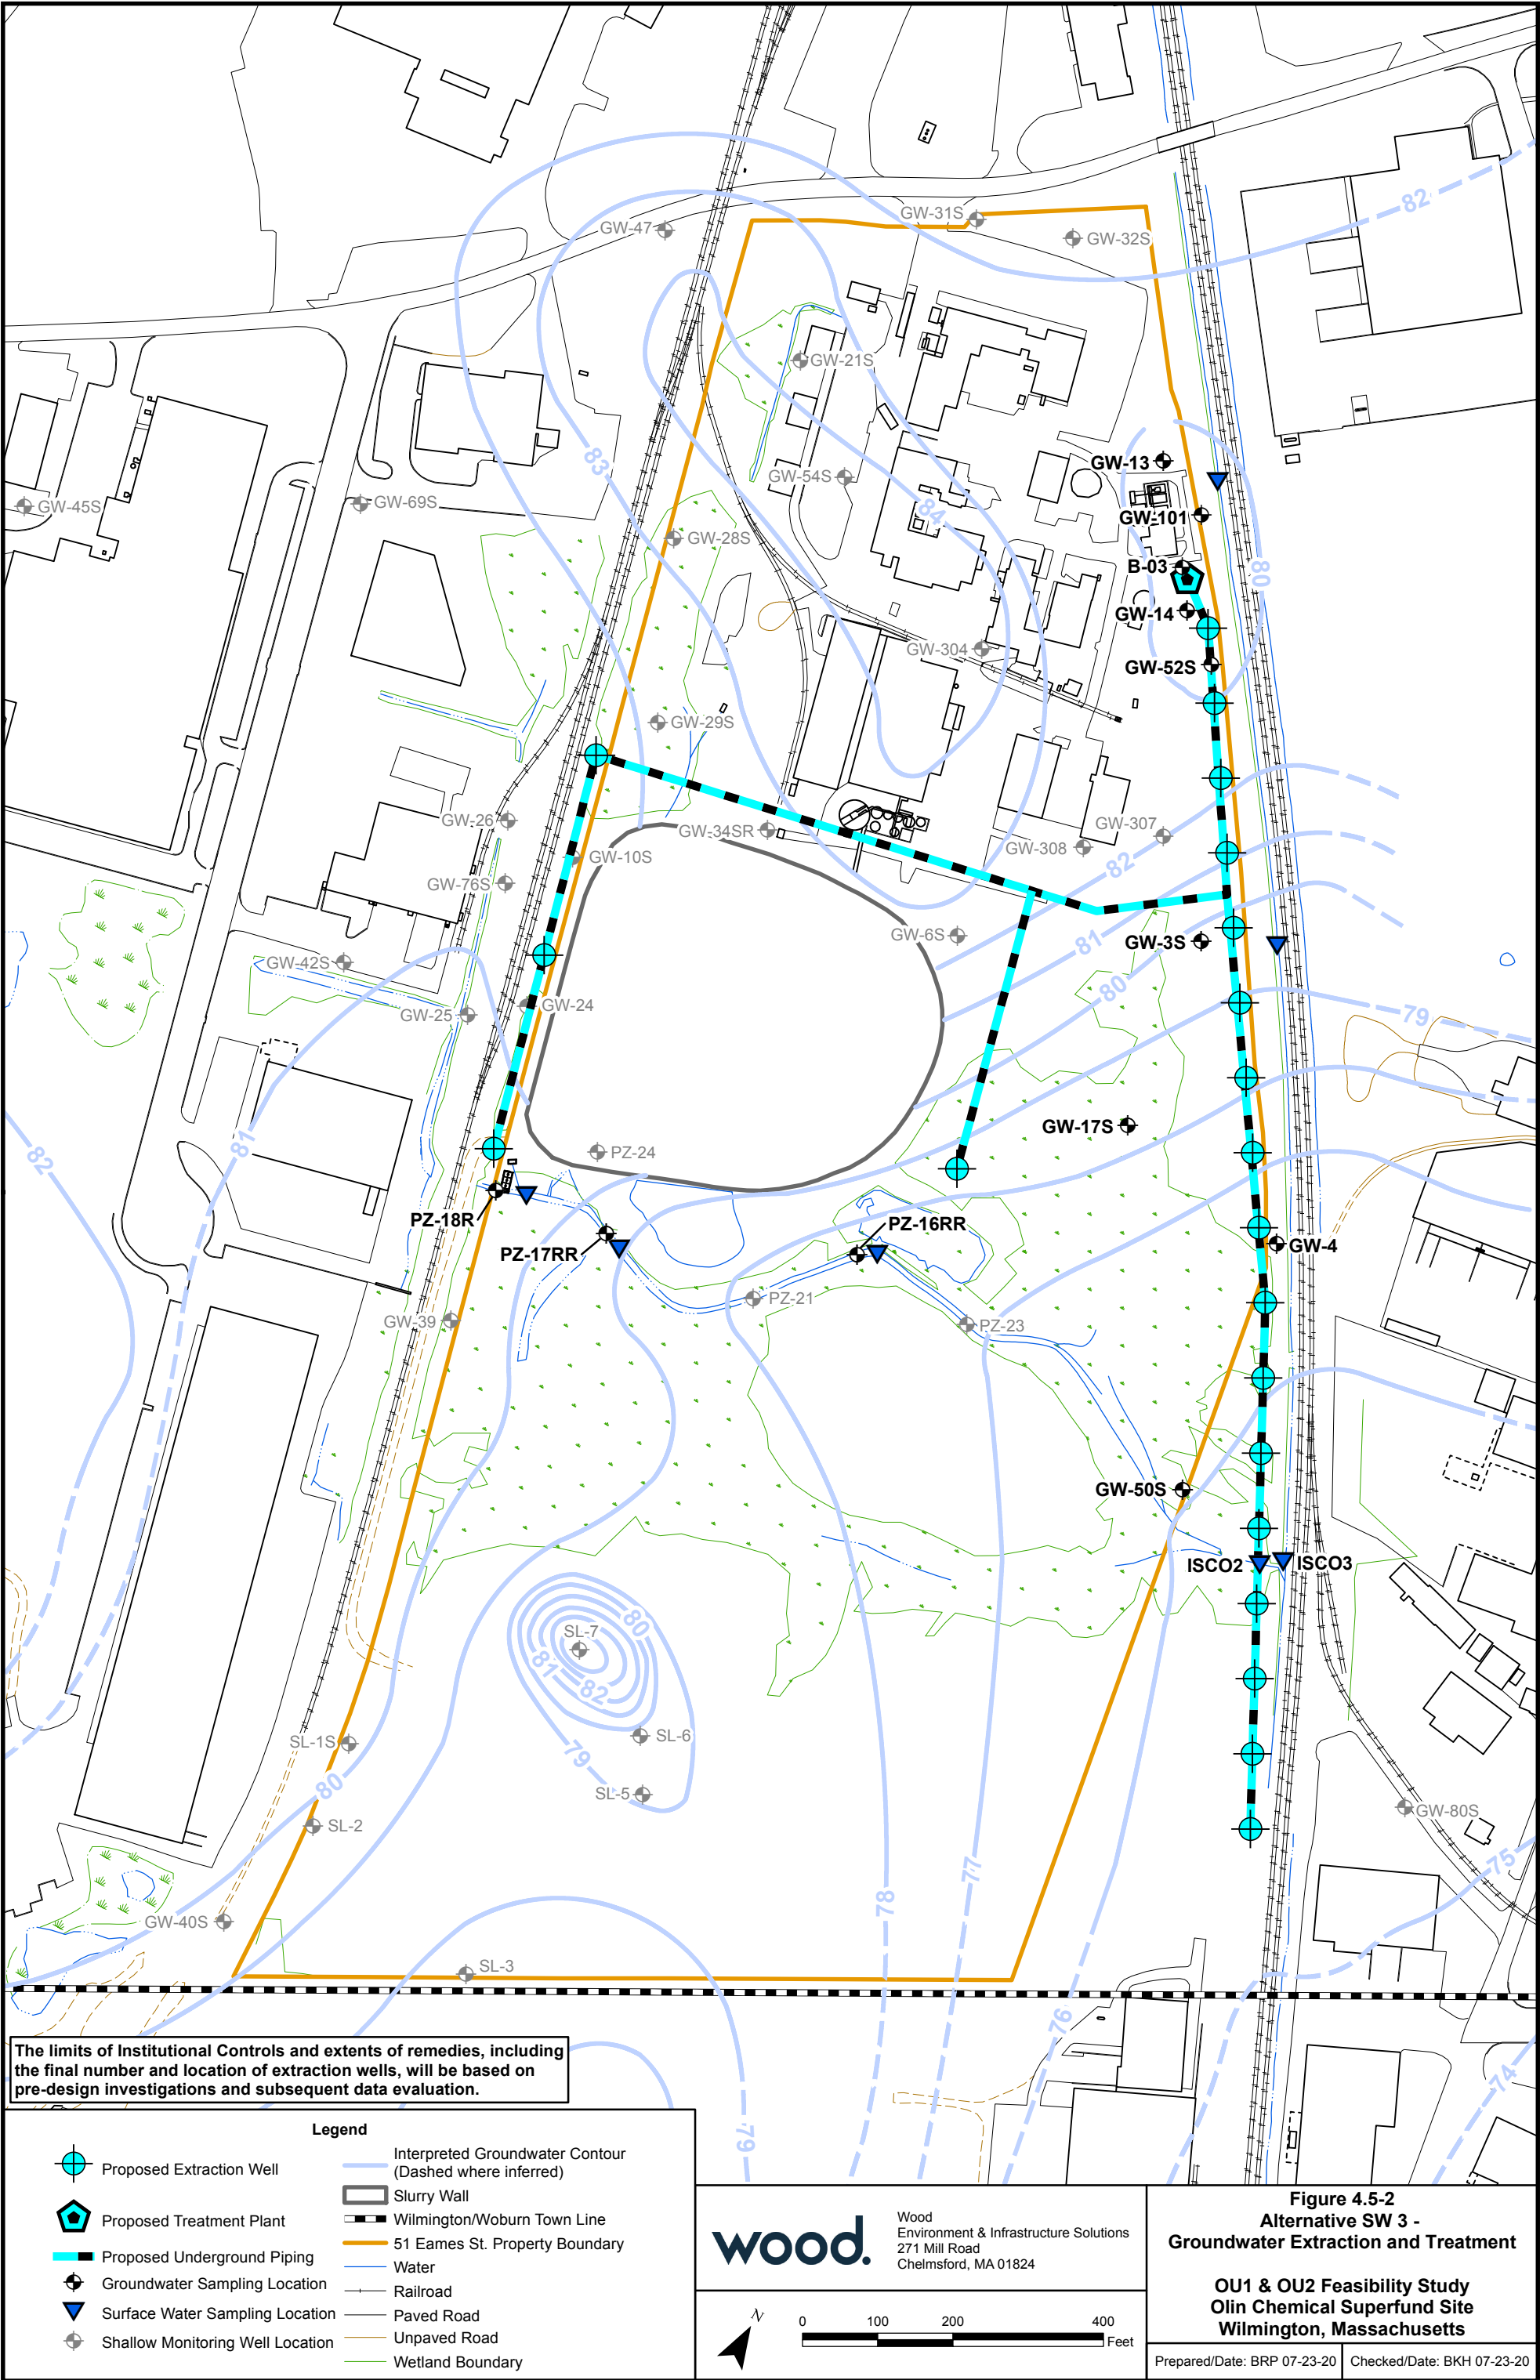 82
GW-31S
GW-47
GW-32S
GW-21S
83
GW-13
GW-54S
GW-45S
GW-69S
84
GW-101
GW-28S
B-03
80
GW-14
GW-304
GW-52S
GW-29S
GW-26
GW-34SR
GW-307
GW-308
GW-10S
82
GW-76S
GW-6S
81
GW-3S
GW-42S
80
GW-24
GW-25
79
GW-17S
81
82
PZ-24
PZ-18R
PZ-16RR
PZ-17RR
GW-4
PZ-21
GW-39
PZ-23
GW-50S
ISCO2
ISCO3
80
SL-7
81
82
SL-6
SL-1S
79
80
SL-5
GW-80S
SL-2
75
77
78
GW-40S
SL-3
76
74
79
The limits of Institutional Controls and extents of remedies, including
the final number and location of extraction wells, will be based on
pre-design investigations and subsequent data evaluation.
Legend
Proposed Extraction Well
Proposed Treatment Plant
Proposed Underground Piping
Groundwater Sampling Location
Surface Water Sampling Location
Shallow Monitoring Well Location
Interpreted Groundwater Contour
(Dashed where inferred)
Slurry Wall
Wilmington/Woburn Town Line
51 Eames St. Property Boundary
Water
Railroad
Paved Road
Unpaved Road
Wetland Boundary
wood.
Wood
Environment & Infrastructure Solutions
271 Mill Road
Chelmsford, MA 01824
N
0 100 200 400
Feet
Figure 4.5-2
Alternative SW 3 -
Groundwater Extraction and Treatment
OU1 & OU2 Feasibility Study
Olin Chemical Superfund Site
Wilmington, Massachusetts
Prepared/Date: BRP 07-23-20
Checked/Date: BKH 07-23-20